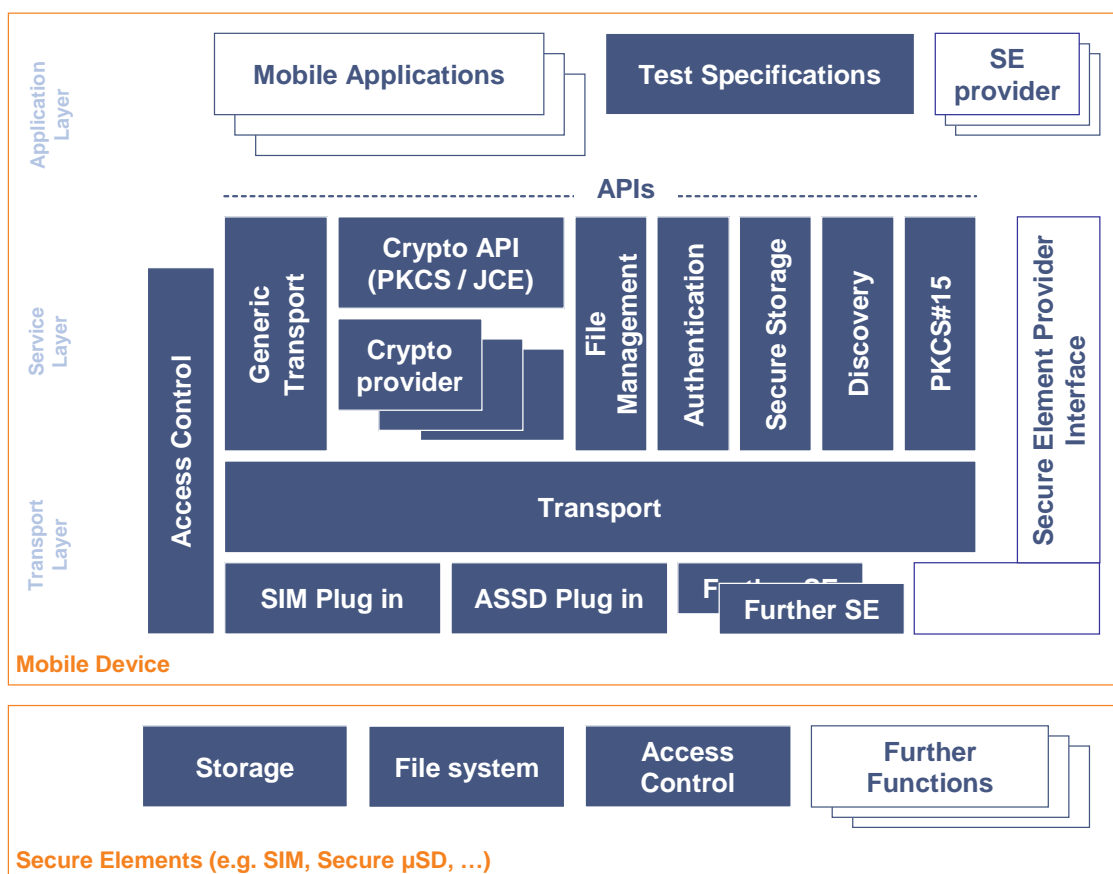 Application
Layer
Mobile Applications
Test Specifications
SE
provider
APIs
Service
Layer
Access Control
Generic
Transport
Crypto API
(PKCS / JCE)
Crypto
provider
File
Management
Authentication
Secure Storage
Discovery
PKCS#15
Secure Element Provider
Interface
Transport
Layer
Transport
SIM Plug in
ASSD Plug in
Further SE
Further SE
Mobile Device
Storage
File system
Access
Control
Further
Functions
Secure Elements (e.g. SIM, Secure µSD, …)